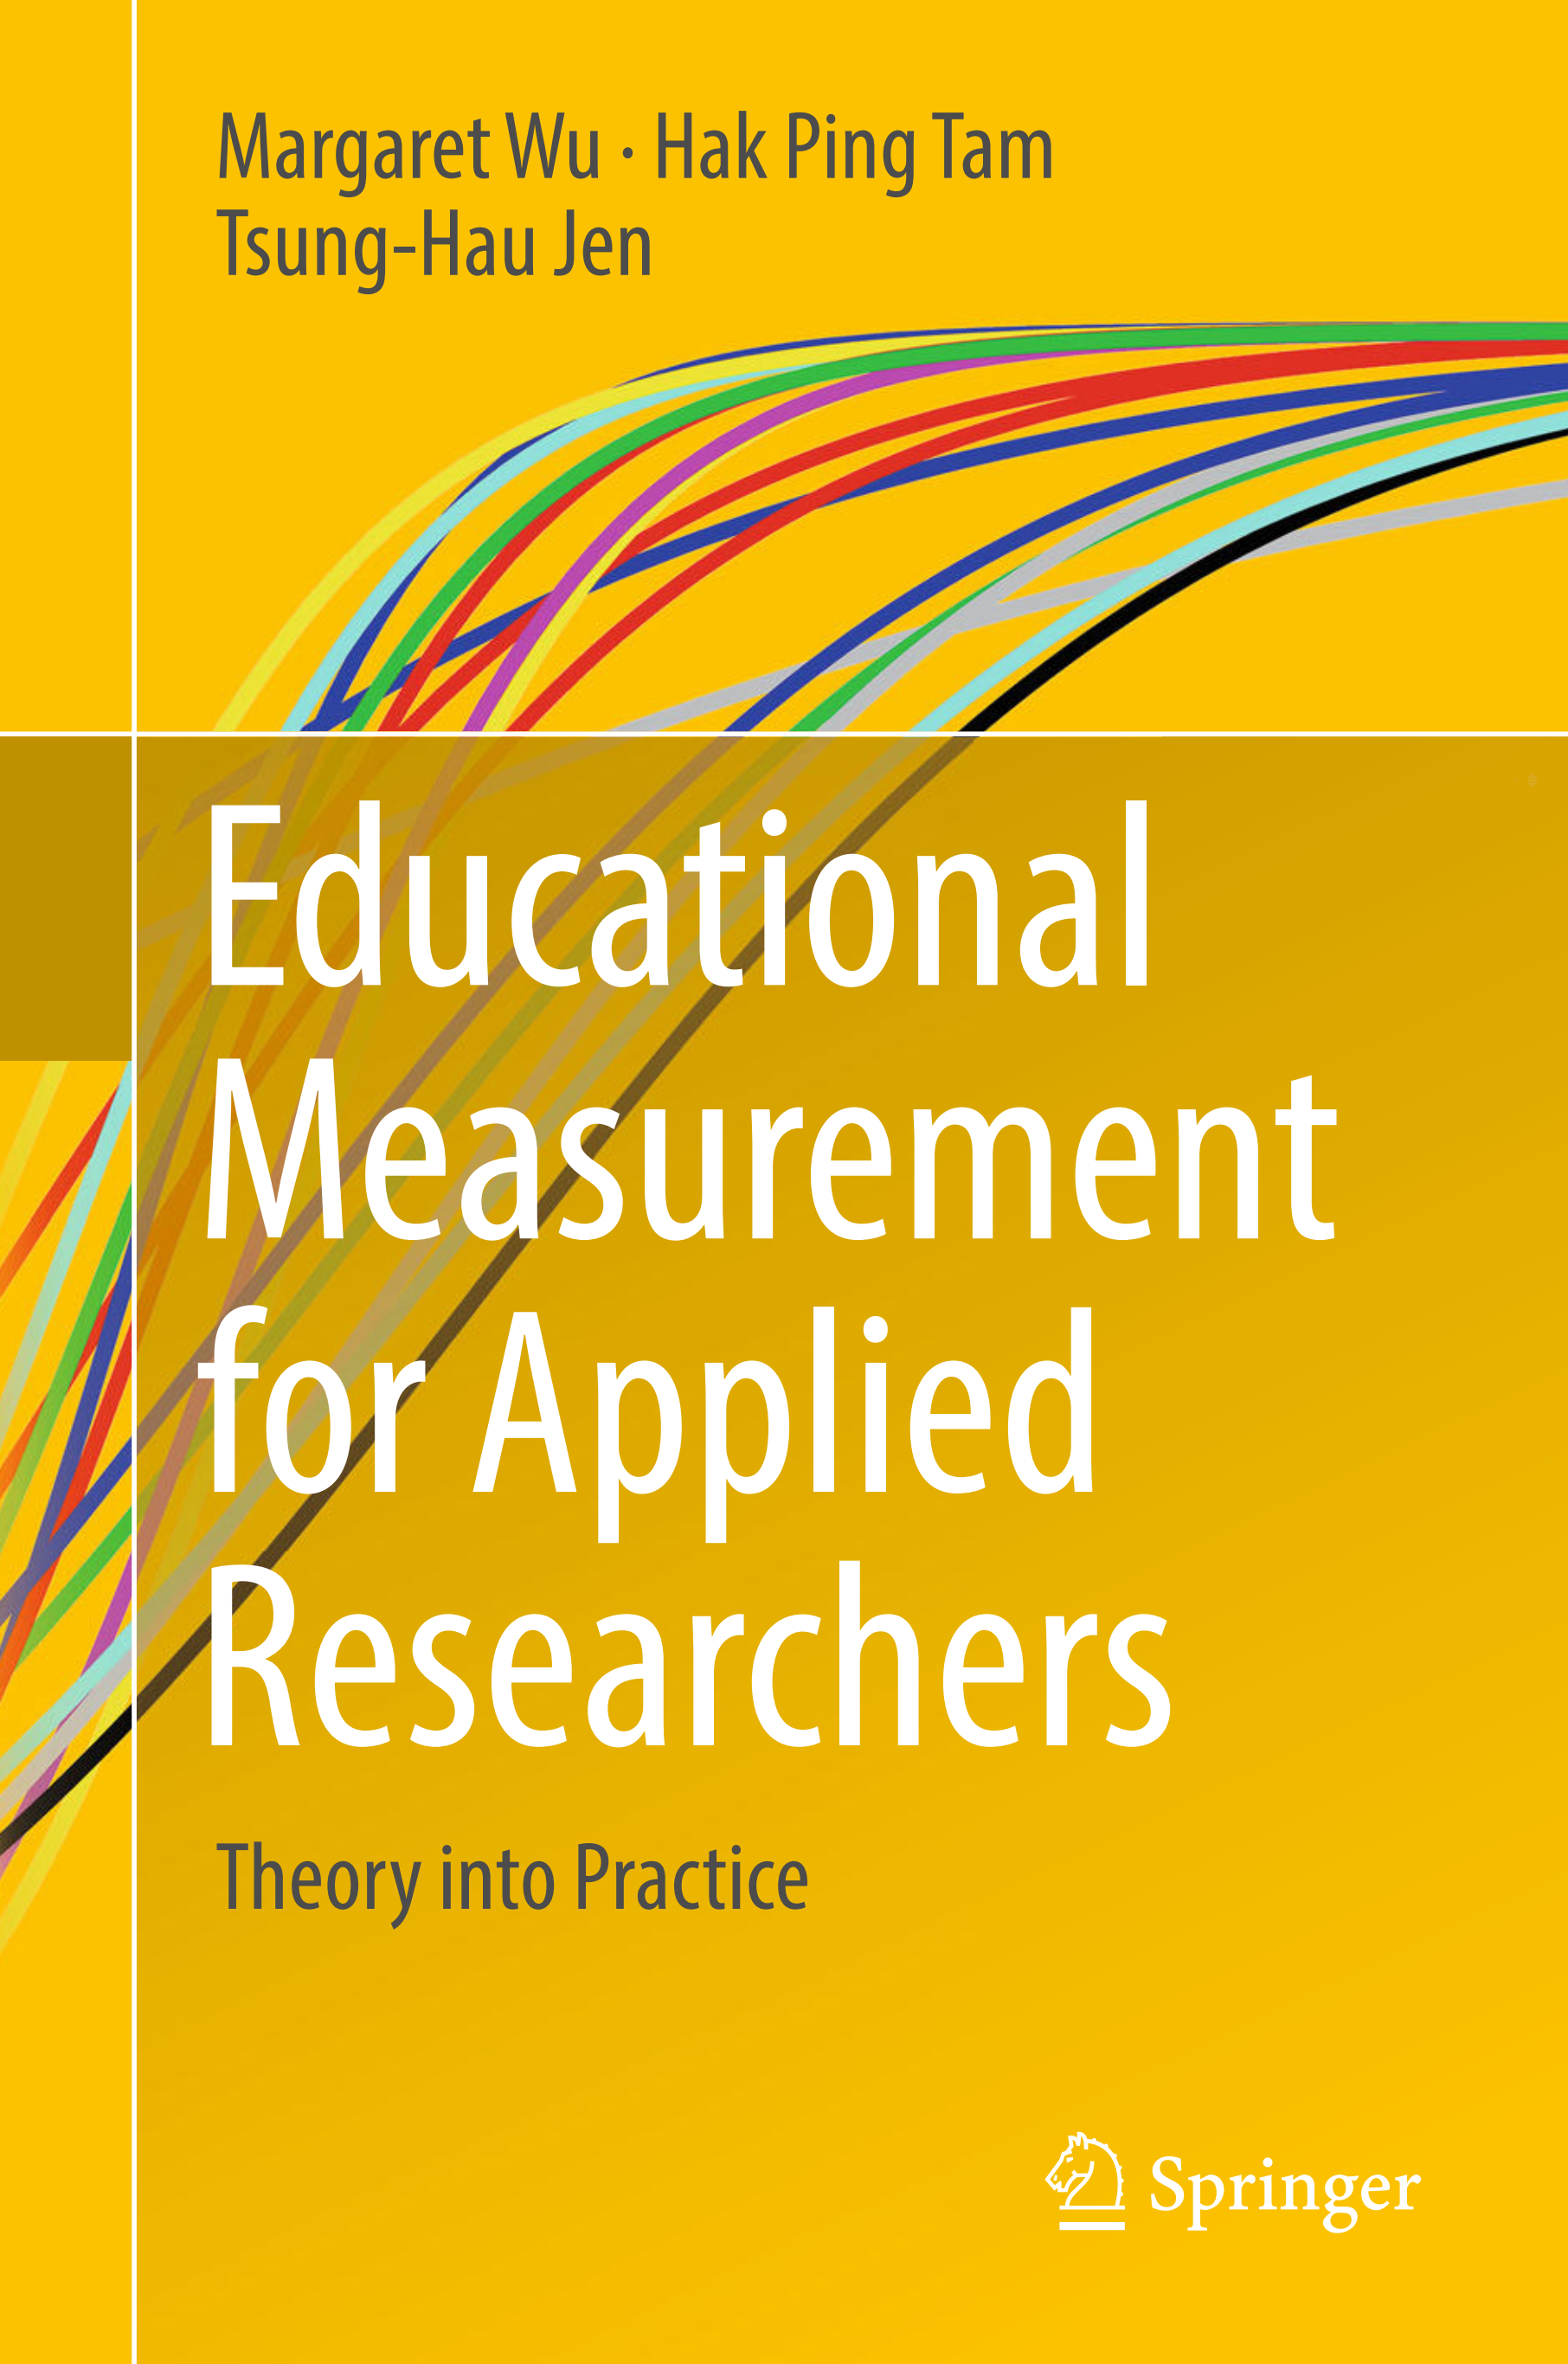 Margaret Wu · Hak Ping Tam
Tsung-Hau Jen
Educational
Measurement
for Applied
Researchers
Theory into Practice
Springer